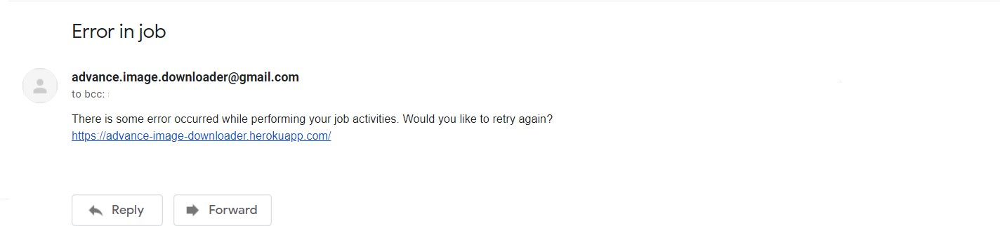 Error in job
advance.image.downloader@gmail.com
to bcc:
There is some error occurred while performing your job activities. Would you like to retry again?
https://advance-image-downloader.herokuapp.com/
Reply
Forward